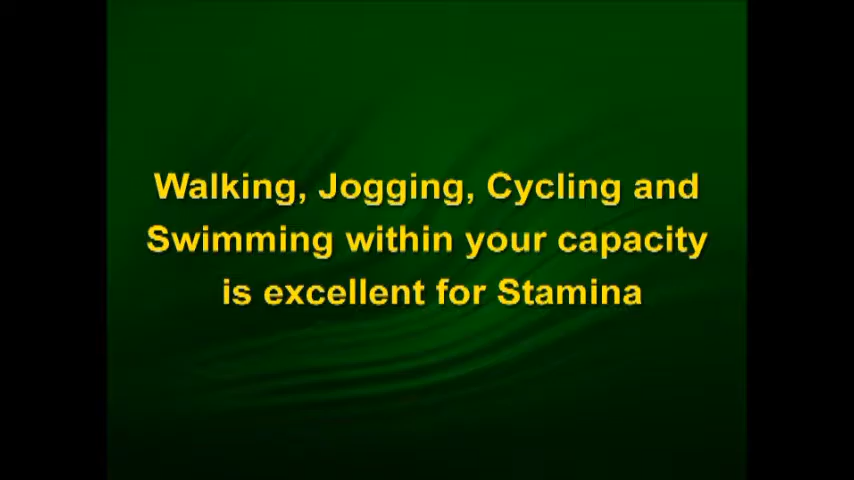 Walking, Jogging, Cycling and
Swimming within your capacity
is excellent for Stamina